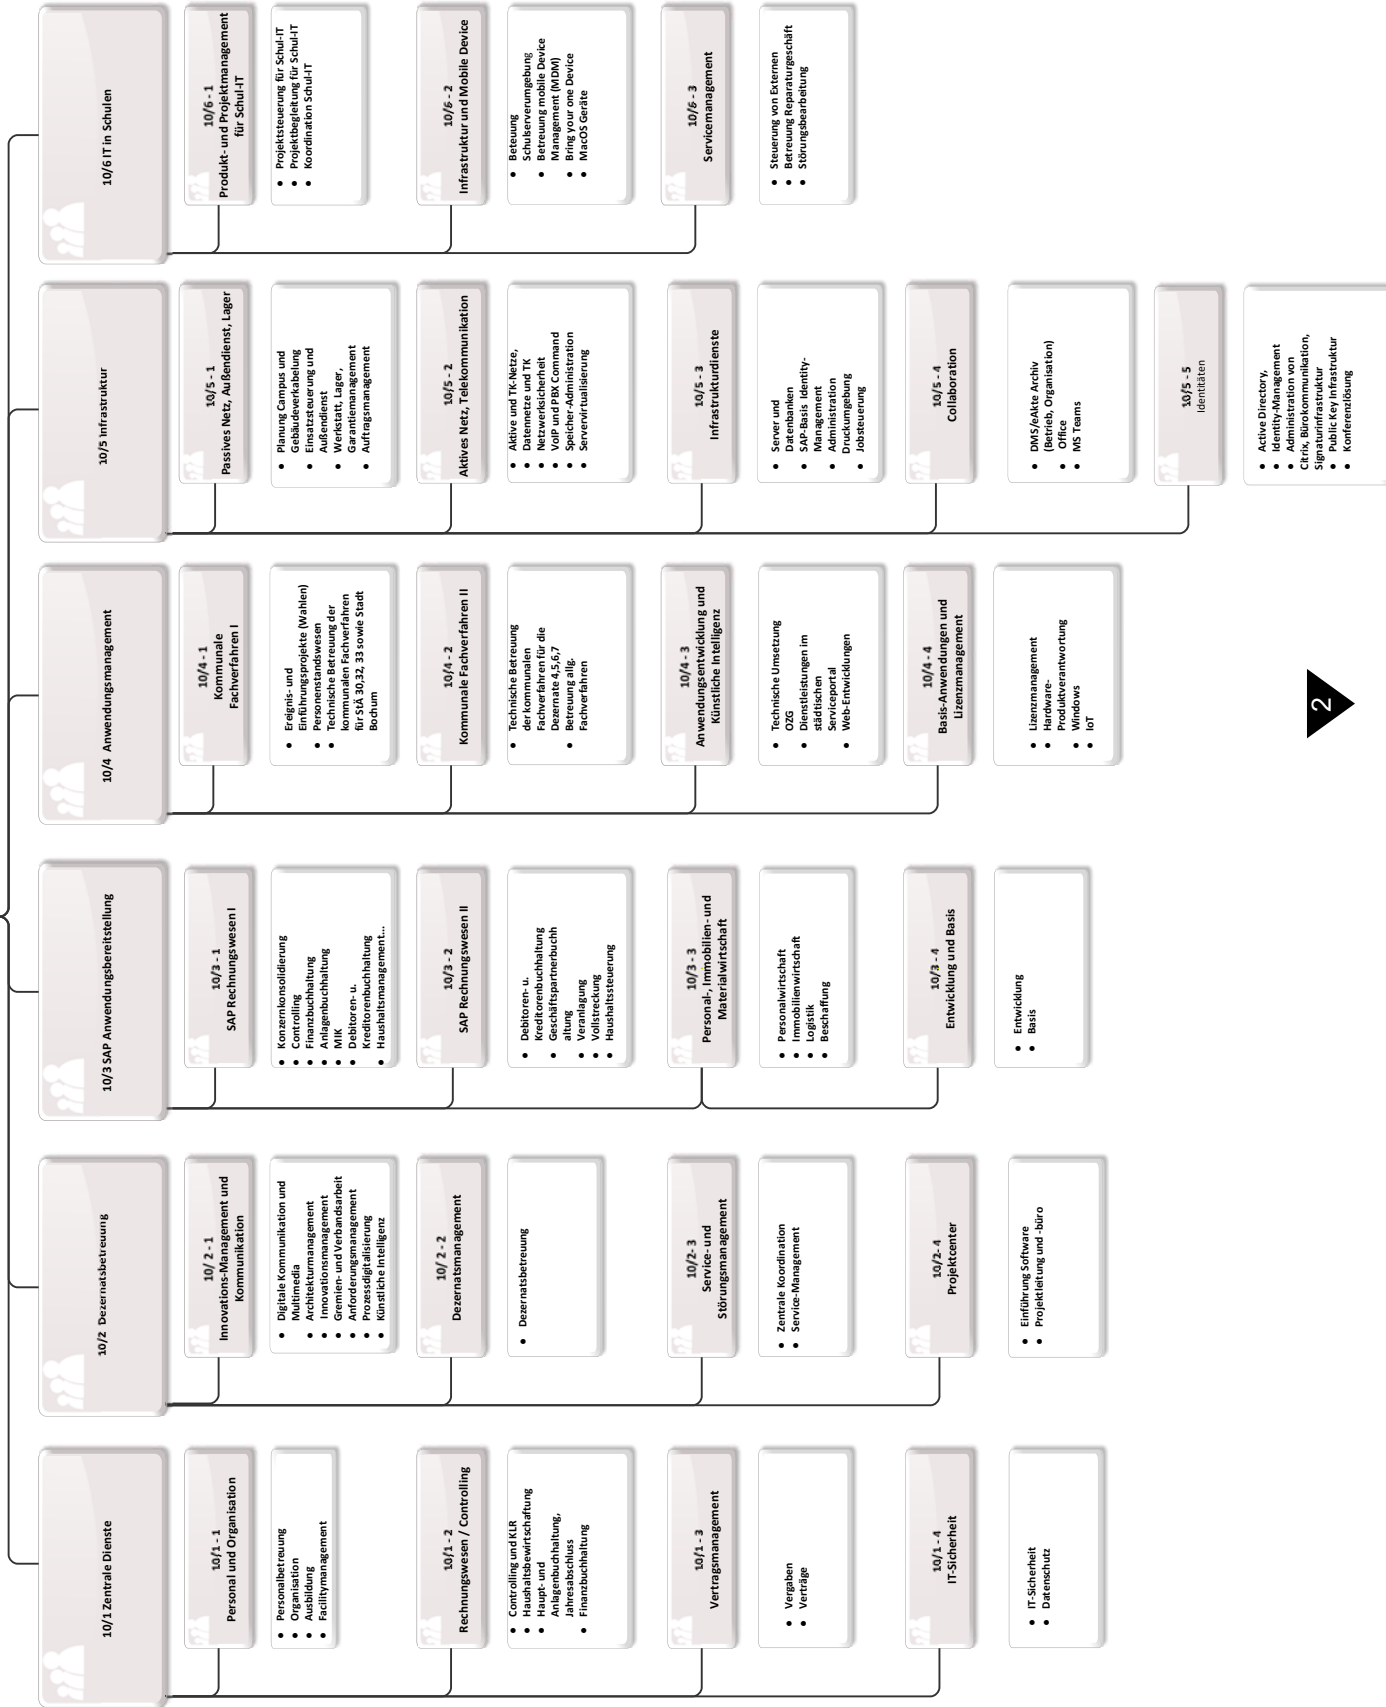 10/1 Zentrale Dienste
10/1 - 1
Personal und Organisation
• Personalbetreuung
• Organisation
• Ausbildung
• Facilitymanagement
10/1 - 2
Rechnungswesen / Controlling
• Controlling und KLR
• Haushaltsbewirtschaftung
• Haupt- und
Anlagenbuchhaltung,
Jahresabschluss
• Finanzbuchhaltung
10/1 - 3
Vertragsmanagement
• Vergaben
• Verträge
10/1 - 4
IT-Sicherheit
• IT-Sicherheit
• Datenschutz
10/2 Dezernatsbetreuung
10/ 2 - 1
Innovations-Management und
Kommunikation
• Digitale Kommunikation und
Multimedia
• Architekturmanagement
• Innovationsmanagement
• Gremien- und Verbandsarbeit
• Anforderungsmanagement
• Prozessdigitalisierung
• Künstliche Intelligenz
10/ 2 - 2
Dezernatsmanagement
• Dezernatsbetreuung
10/2- 3
Service- und
Störungsmanagement
• Zentrale Koordination
• Service-Management
10/2- 4
Projektcenter
• Einführung Software
• Projektleitung und -büro
10/3 SAP Anwendungsbereitstellung
10/3 - 1
SAP Rechnungswesen I
• Konzernkonsolidierung
• Controlling
• Finanzbuchhaltung
• Anlagenbuchhaltung
• MIK
• Debitoren- u.
Kreditorenbuchhaltung
• Haushaltsmanagement...
10/3 - 2
SAP Rechnungswesen II
• Debitoren- u.
Kreditorenbuchhaltung
• Geschäftspartnerbuchh
altung
• Veranlagung
• Vollstreckung
• Haushaltssteuerung
10/3 - 3
Personal-, Immobilien- und
Materialwirtschaft
• Personalwirtschaft
• Immobilienwirtschaft
• Logistik
• Beschaffung
10/3 - 4
Entwicklung und Basis
• Entwicklung
• Basis
10/4 Anwendungsmanagement
10/4 - 1
Kommunale
Fachverfahren I
• Ereignis- und
Einführungsprojekte (Wahlen)
• Personenstandswesen
• Technische Betreuung der
kommunalen Fachverfahren
für StÄ 30,32, 33 sowie Stadt
Bochum
10/4 - 2
Kommunale Fachverfahren II
• Technische Betreuung
der kommunalen
Fachverfahren für die
Dezernate 4,5,6,7
• Betreuung allg.
Fachverfahren
10/4 - 3
Anwendungsentwicklung und
Künstliche Intelligenz
• Technische Umsetzung
OZG
• Dienstleistungen im
städtischen
Serviceportal
• Web-Entwicklungen
10/4 - 4
Basis-Anwendungen und
Lizenzmanagement
• Lizenzmanagement
• Hardware-
Produktverantwortung
• Windows
• IoT
10/5 Infrastruktur
10/5 - 1
Passives Netz, Außendienst, Lager
• Planung Campus und
Gebäudeverkabelung
• Einsatzsteuerung und
Außendienst
• Werkstatt, Lager,
Garantiemanagement
• Auftragsmanagement
10/5 - 2
Aktives Netz, Telekommunikation
• Aktive und TK-Netze,
• Datennetze und TK
• Netzwerksicherheit
• VoIP und PBX Command
• Speicher-Administration
• Servervirtualisierung
10/5 - 3
Infrastrukturdienste
• Server und
Datenbanken
• SAP-Basis Identity-
Management
• Administration
Druckumgebung
• Jobsteuerung
10/5 - 4
Collaboration
• DMS/eAkte Archiv
(Betrieb, Organisation)
• Office
• MS Teams
10/5 - 5
Identitäten
• Active Directory,
• Identity-Management
• Administration von
Citrix, Bürokommunikation,
Signaturinfrastruktur
• Public Key Infrastruktur
• Konferenzlösung
10/6 IT in Schulen
10/6 - 1
Produkt- und Projektmanagement
für Schul-IT
• Projektsteuerung für Schul-IT
• Projektbegleitung für Schul-IT
• Koordination Schul-IT
10/6 - 2
Infrastruktur und Mobile Device
• Beteuung
Schulserverumgebung
• Betreuung mobile Device
Management (MDM)
• Bring your one Device
• MacOS Geräte
10/6 - 3
Servicemanagement
• Steuerung von Externen
• Betreuung Reparaturgeschäft
• Störungsbearbeitung
2